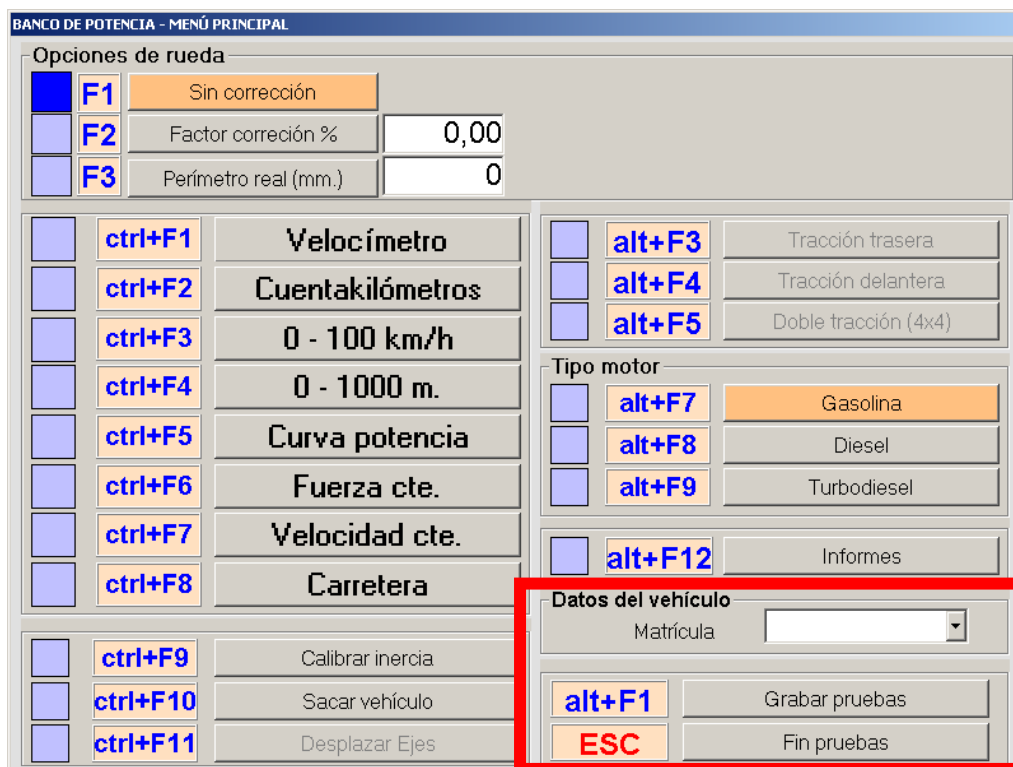 BANCO DE POTENCIA - MENÚ PRINCIPAL
Opciones de rueda
F1 Sin corrección
F2 Factor correción % 0,00
F3 Perímetro real (mm.) 0
ctrl+F1 Velocímetro
ctrl+F2 Cuentakilómetros
ctrl+F3 0 - 100 km/h
ctrl+F4 0 - 1000 m.
ctrl+F5 Curva potencia
ctrl+F6 Fuerza cte.
ctrl+F7 Velocidad cte.
ctrl+F8 Carretera
ctrl+F9 Calibrar inercia
ctrl+F10 Sacar vehículo
ctrl+F11 Desplazar Ejes
alt+F3 Tracción trasera
alt+F4 Tracción delantera
alt+F5 Doble tracción (4x4)
Tipo motor
alt+F7 Gasolina
alt+F8 Diesel
alt+F9 Turbodiesel
alt+F12 Informes
Datos del vehículo
Matrícula
alt+F1 Grabar pruebas
ESC Fin pruebas